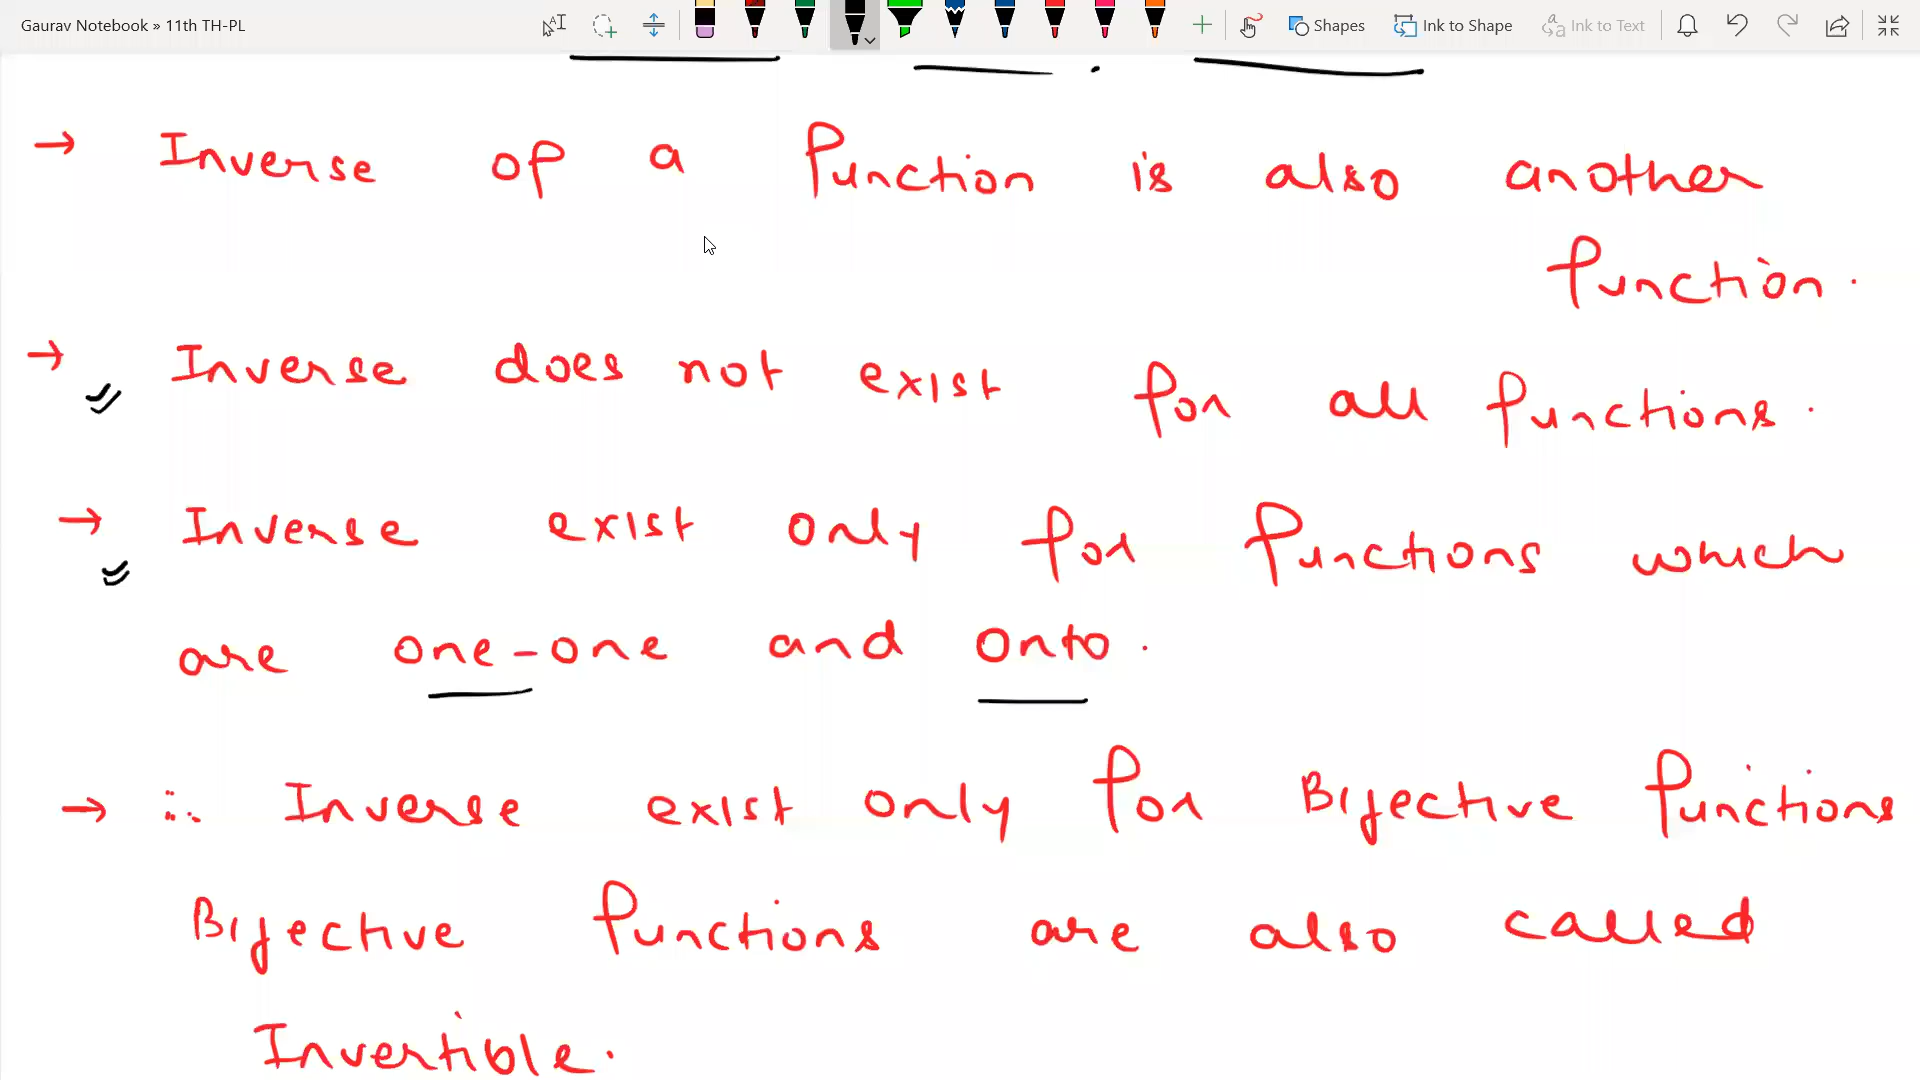 Gaurav Notebook » 11th TH-PL
Shapes Ink to Shape Ink to Text
→ Inverse of a function is also another
function.
→ Inverse does not exist for all functions.
→ Inverse exist only for functions which
are one-one and onto.
→ ∴ Inverse exist only for Bijective functions
Bijective functions are also called
Invertible.